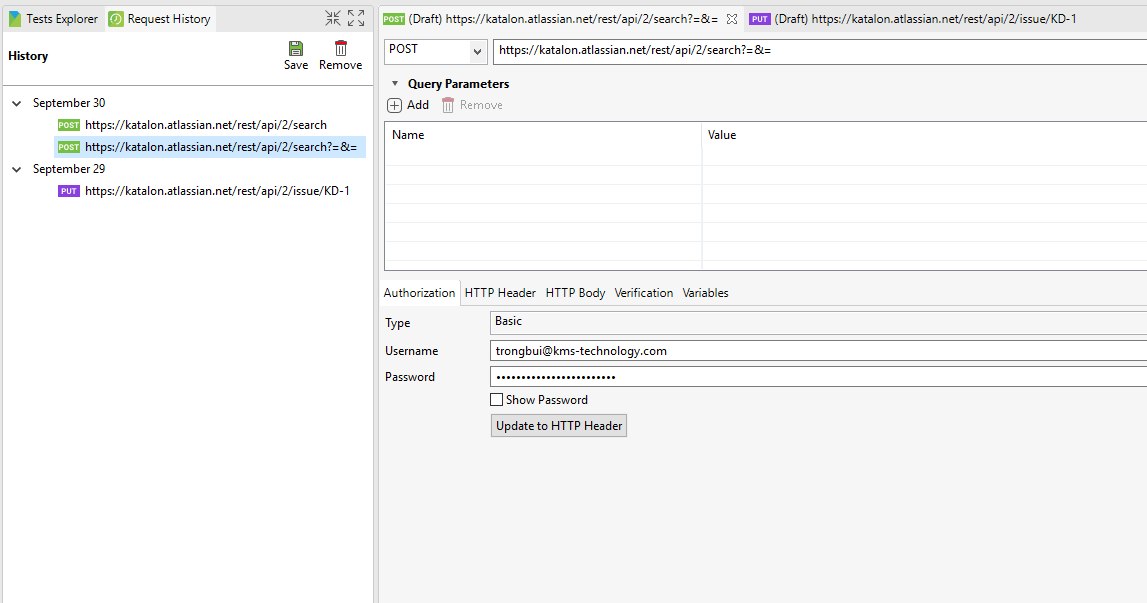 Tests Explorer
Request History
History
Save
Remove
September 30
POST https://katalon.atlassian.net/rest/api/2/search
POST https://katalon.atlassian.net/rest/api/2/search?=&=
September 29
PUT https://katalon.atlassian.net/rest/api/2/issue/KD-1
POST (Draft) https://katalon.atlassian.net/rest/api/2/search?=&=
PUT (Draft) https://katalon.atlassian.net/rest/api/2/issue/KD-1
POST
https://katalon.atlassian.net/rest/api/2/search?=&=
Query Parameters
Add
Remove
Name
Value
Authorization
HTTP Header
HTTP Body
Verification
Variables
Type
Basic
Username
trongbui@kms-technology.com
Password
••••••••••••••••••••••••
Show Password
Update to HTTP Header